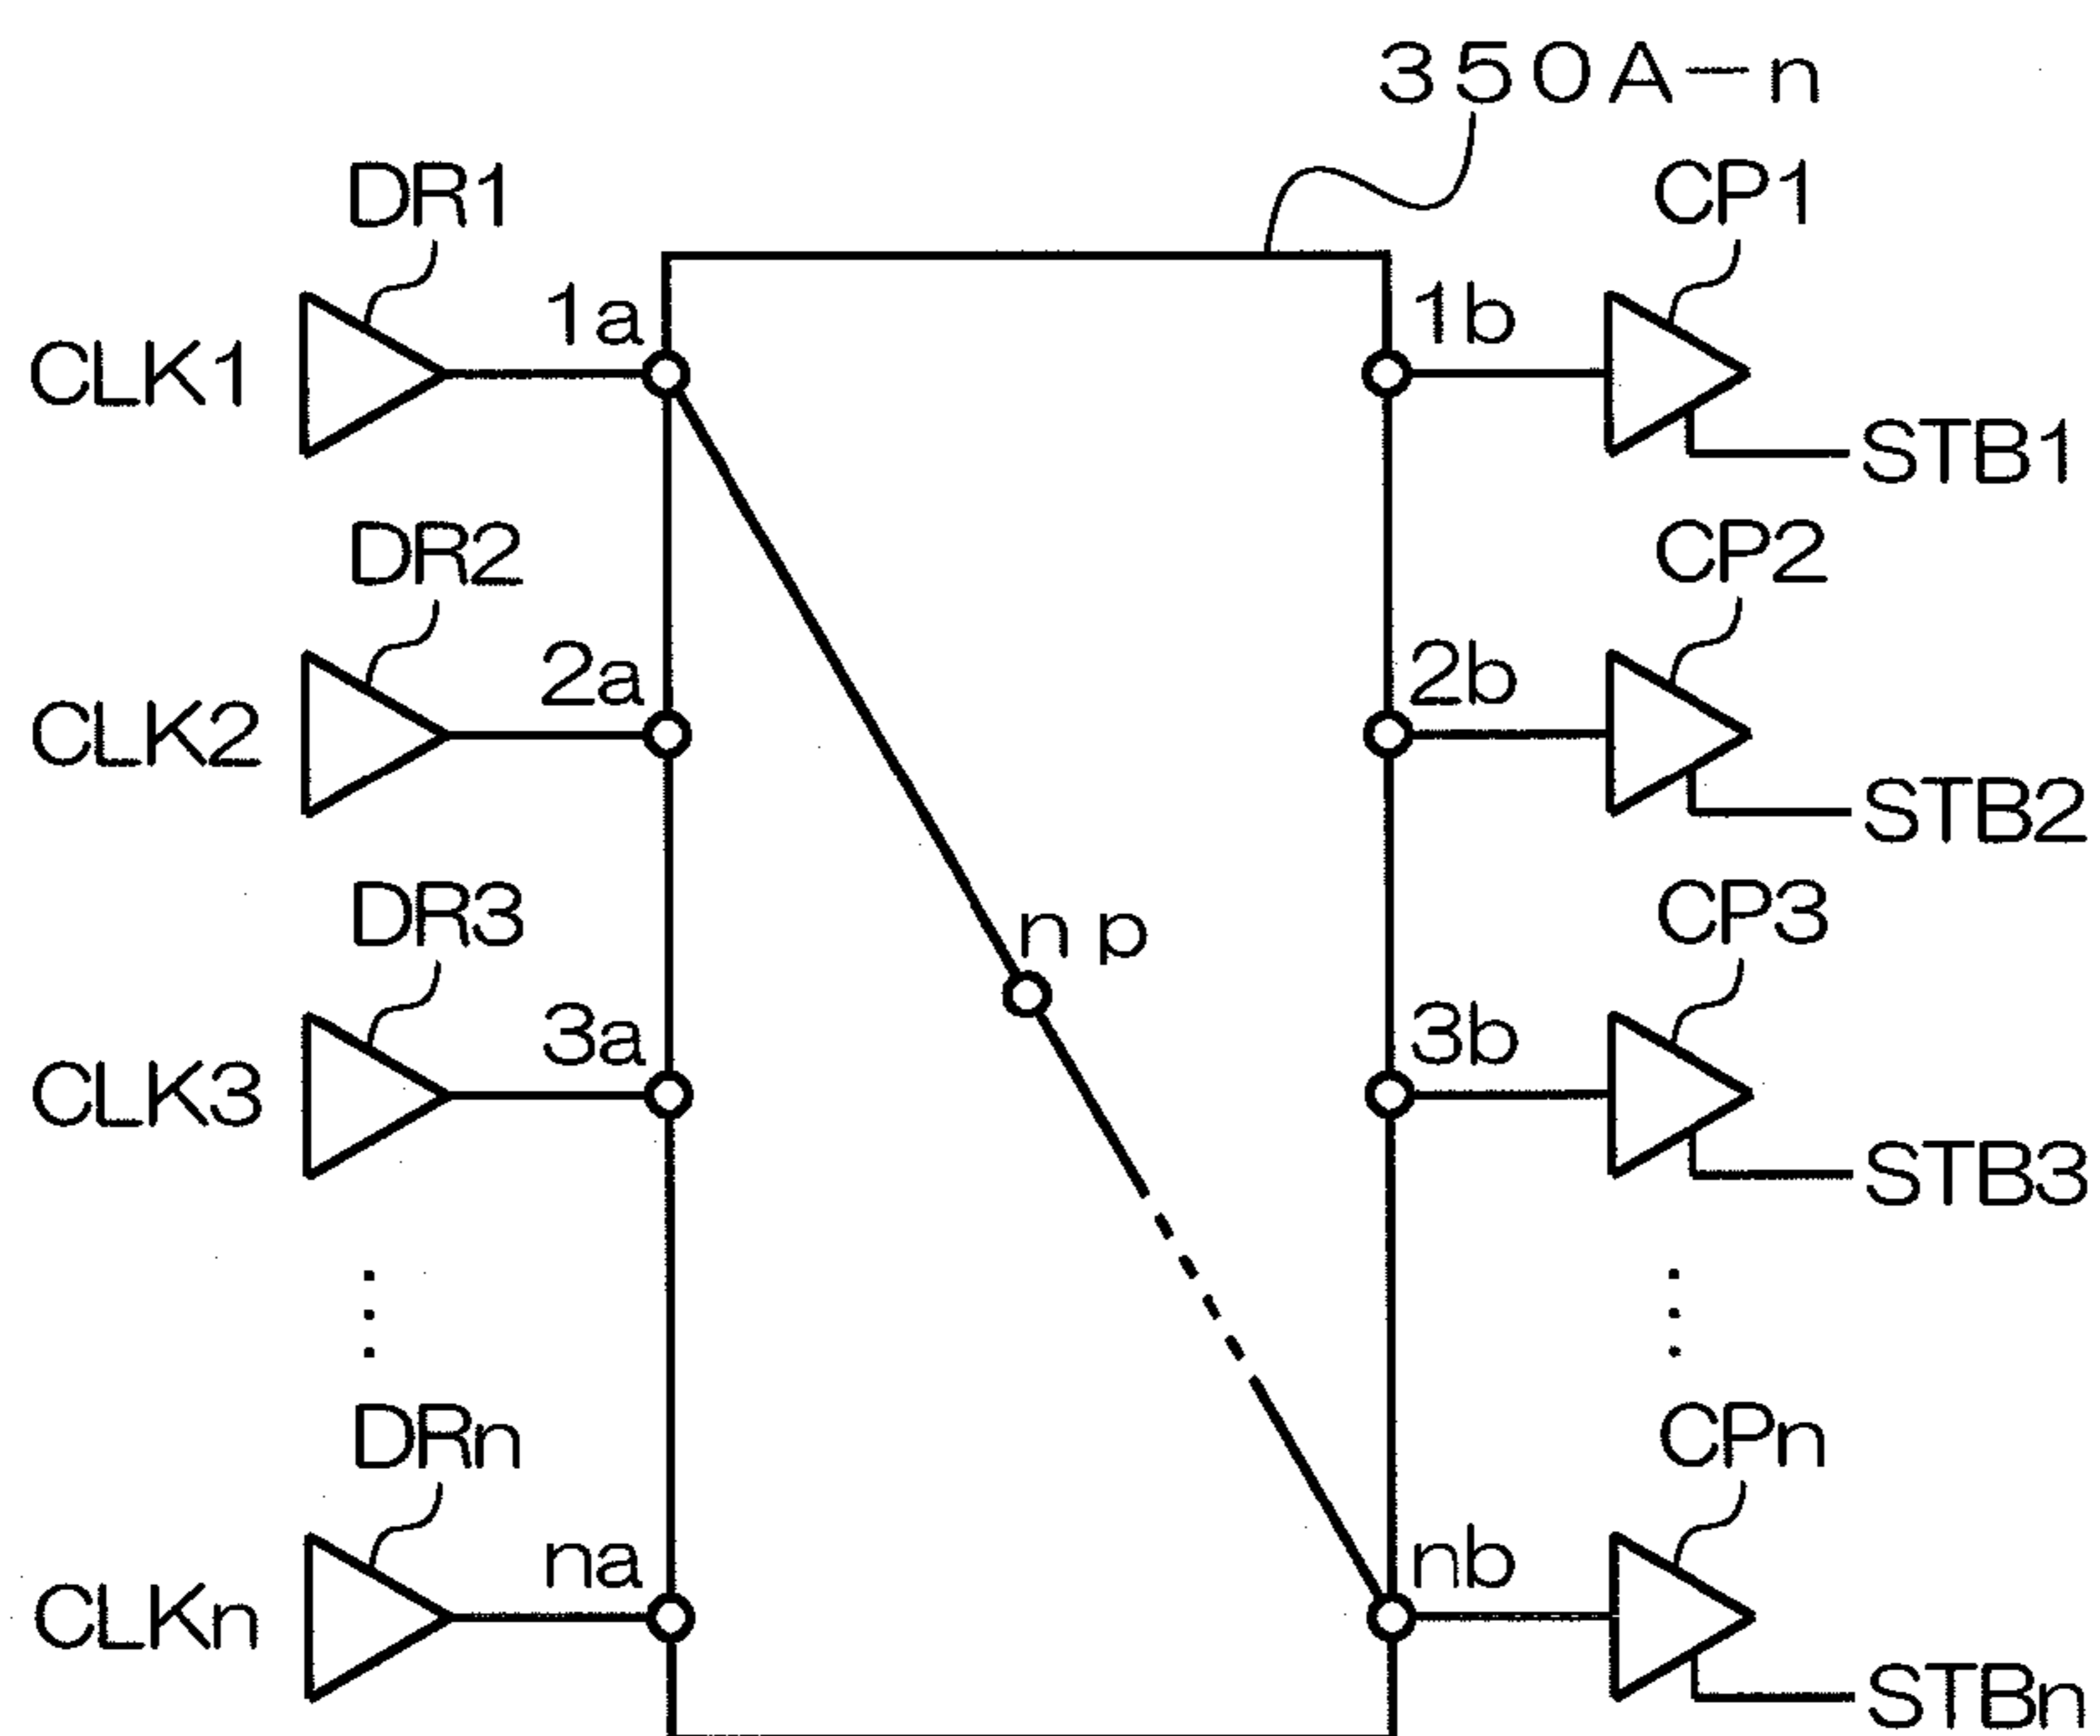 350A-n
DR1
CP1
1a
1b
CLK1
STB1
DR2
CP2
2a
2b
CLK2
STB2
DR3
np
CP3
3a
3b
CLK3
STB3
DRn
CPn
na
nb
CLKn
STBn